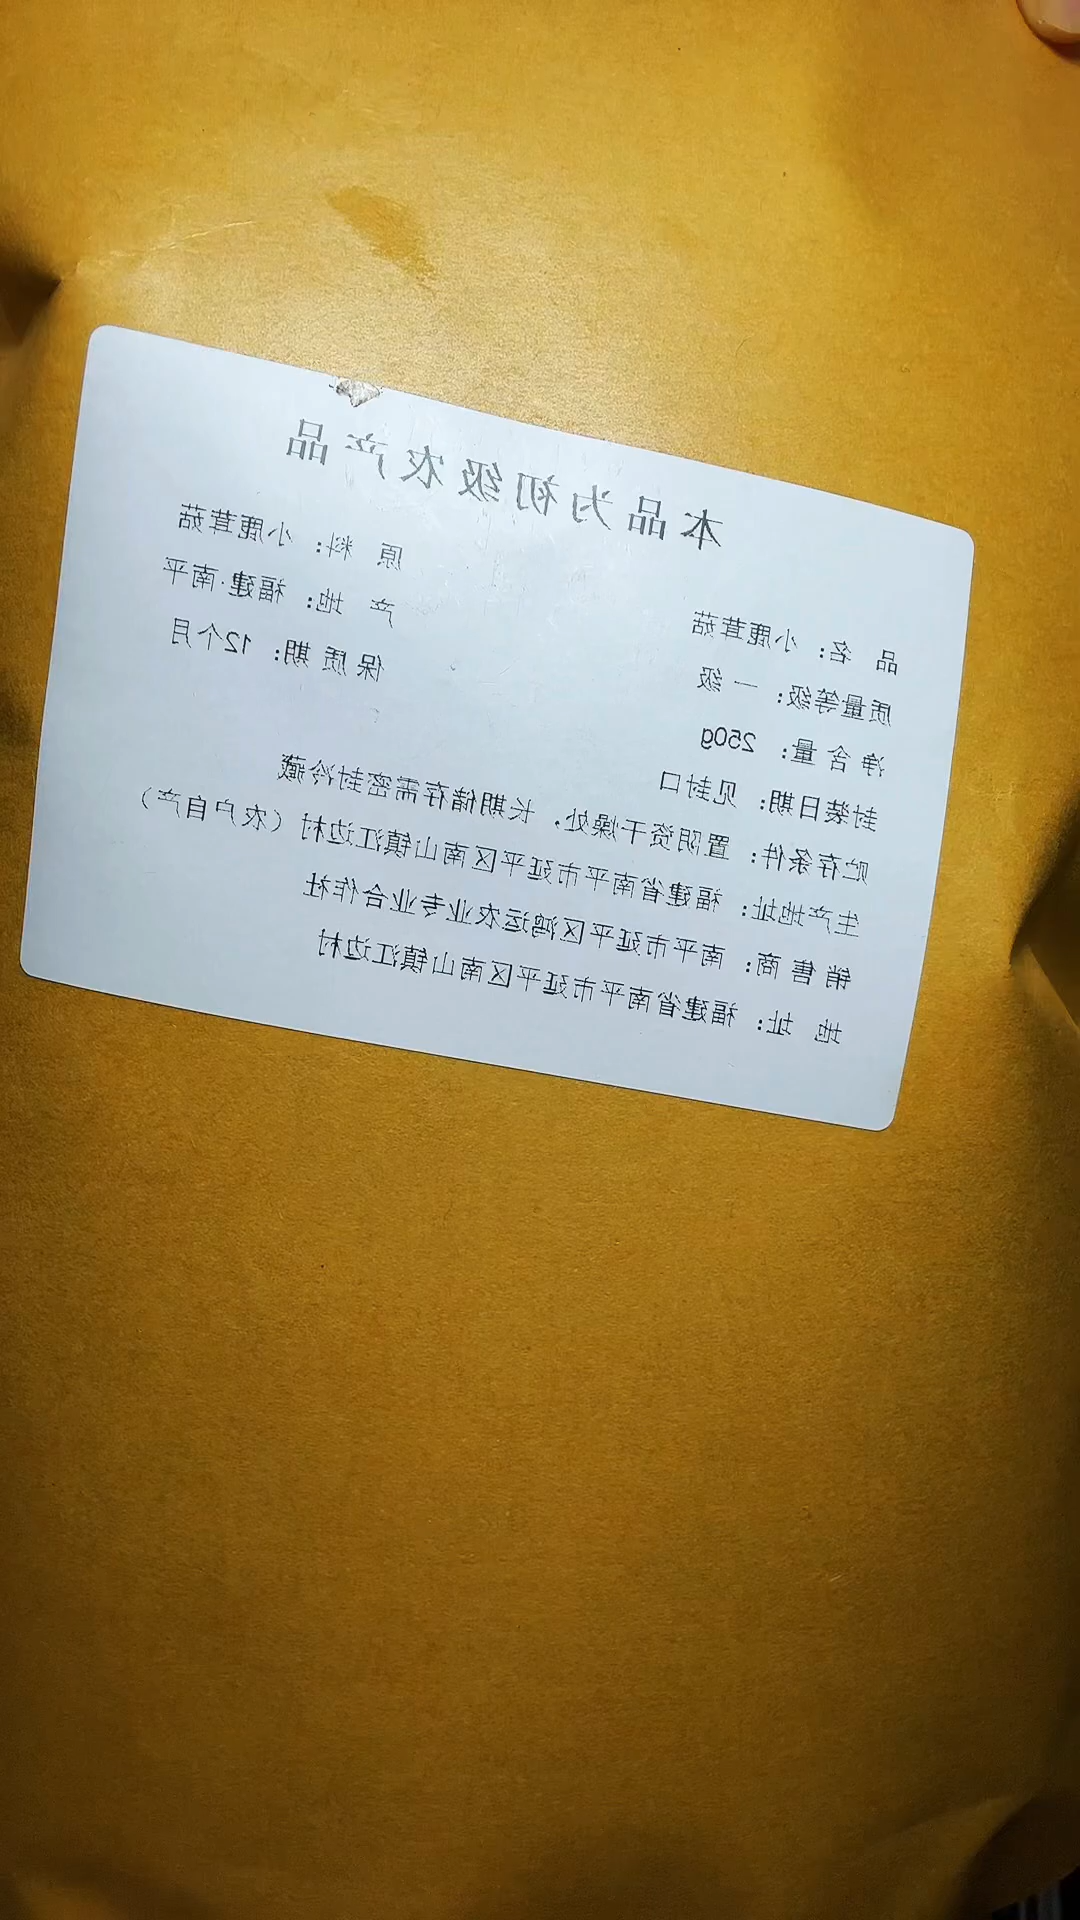 本品为初级农产品
品 名：小鹿茸菇 原 料：小鹿茸菇
质量等级：一 级 产 地：福建·南平
净 含 量：250g 保 质 期：12个月
封装日期：见封口
贮存条件：置阴资干燥处，长期储存需密封冷藏
生产地址：福建省南平市延平区南山镇江边村（农户自产）
销 售 商：南平市延平区鸿运农业专业合作社
地 址：福建省南平市延平区南山镇江边村